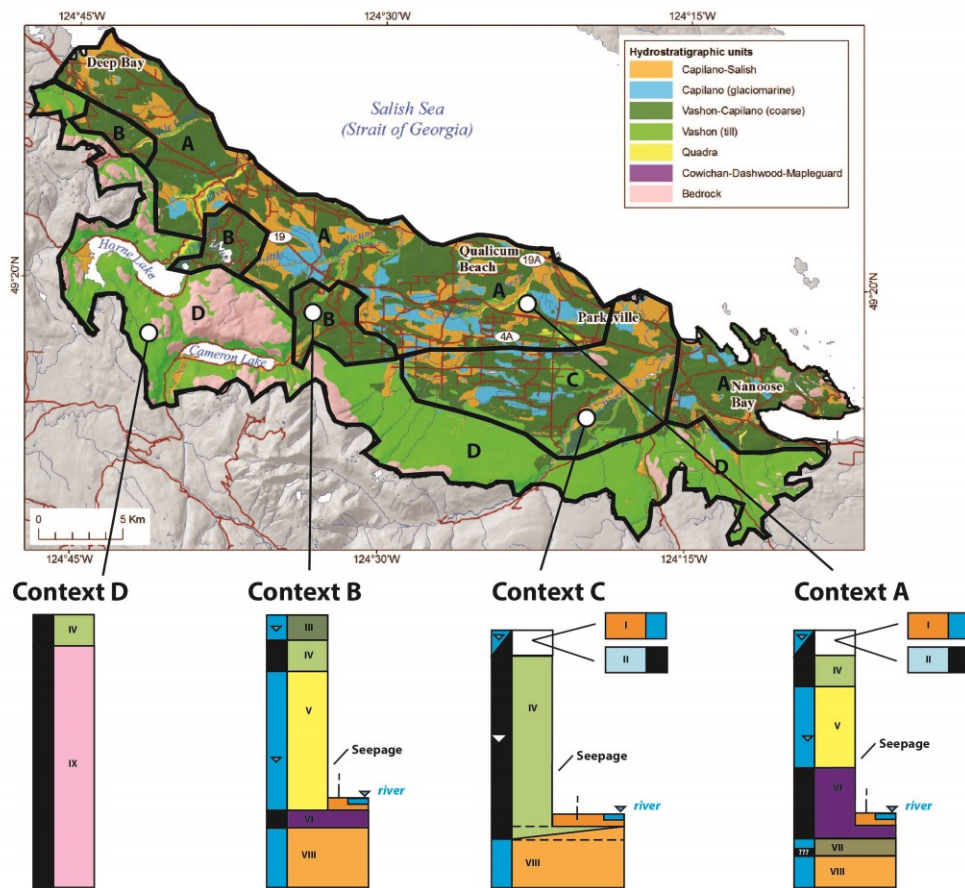 124°45'W
124°30'W
124°15'W
Deep Bay
Salish Sea
(Strait of Georgia)
Hydrostratigraphic units
Capilano-Salish
Capilano (glaciomarine)
Vashon-Capilano (coarse)
Vashon (till)
Quadra
Cowichan-Dashwood-Mapleguard
Bedrock
B
A
B
19
A
49°20'N
Horne Lake
Qualicum
Beach
19A
49°20'N
D
B
A
Parksville
4A
Cameron Lake
C
A
Nanoose
Bay
D
D
0
5 Km
124°45'W
124°30'W
124°15'W
Context D
Context B
Context C
Context A
IV
IX
III
IV
V
Seepage
river
VI
VIII
I
II
IV
Seepage
river
VIII
I
II
IV
V
Seepage
VI
river
VII
???
VIII